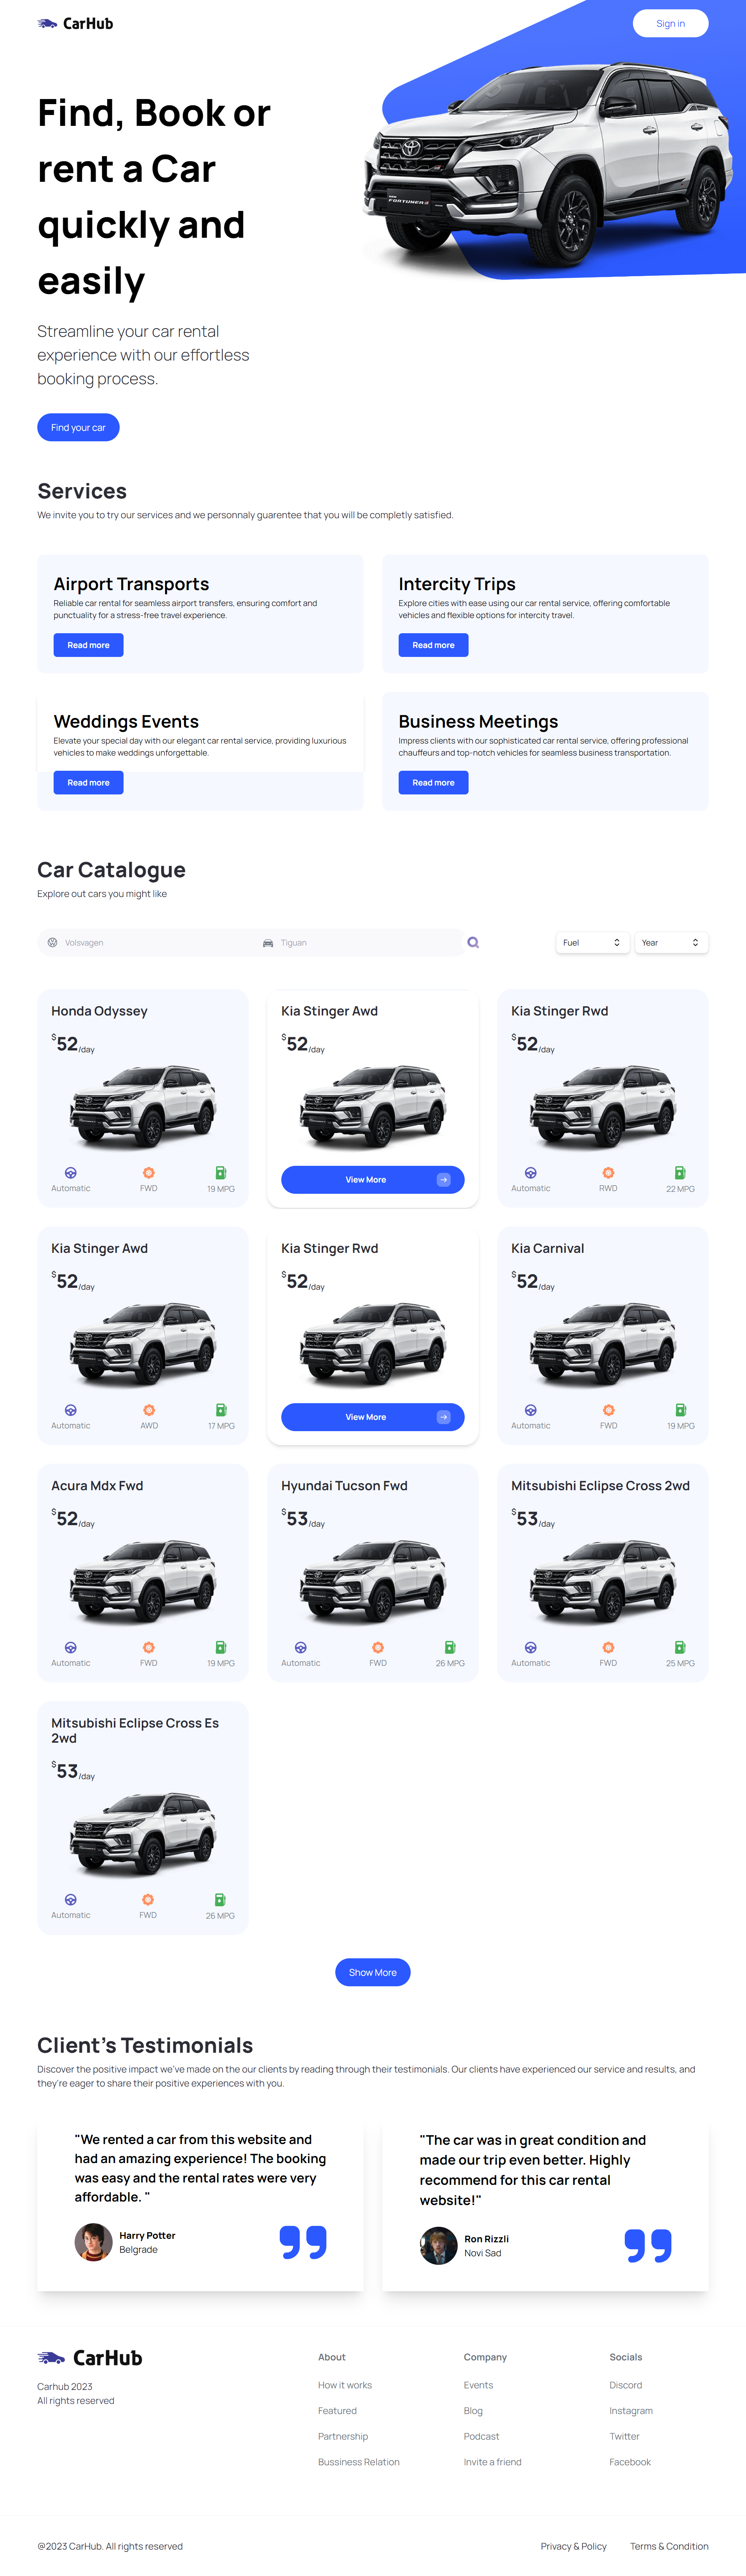 CarHub
Sign in
Find, Book or
rent a Car
quickly and
easily
Streamline your car rental
experience with our effortless
booking process.
Find your car
FORTUNER
Services
We invite you to try our services and we personnaly guarentee that you will be completly satisfied.
Airport Transports
Reliable car rental for seamless airport transfers, ensuring comfort and
punctuality for a stress-free travel experience.
Read more
Intercity Trips
Explore cities with ease using our car rental service, offering comfortable
vehicles and flexible options for intercity travel.
Read more
Weddings Events
Elevate your special day with our elegant car rental service, providing luxurious
vehicles to make weddings unforgettable.
Read more
Business Meetings
Impress clients with our sophisticated car rental service, offering professional
chauffeurs and top-notch vehicles for seamless business transportation.
Read more
Car Catalogue
Explore out cars you might like
Volsvagen
Tiguan
Fuel
Year
Honda Odyssey
$52/day
Automatic
FWD
19 MPG
Kia Stinger Awd
$52/day
View More
Kia Stinger Rwd
$52/day
Automatic
RWD
22 MPG
Kia Stinger Awd
$52/day
Automatic
AWD
17 MPG
Kia Stinger Rwd
$52/day
View More
Kia Carnival
$52/day
Automatic
FWD
19 MPG
Acura Mdx Fwd
$52/day
Automatic
FWD
19 MPG
Hyundai Tucson Fwd
$53/day
Automatic
FWD
26 MPG
Mitsubishi Eclipse Cross 2wd
$53/day
Automatic
FWD
25 MPG
Mitsubishi Eclipse Cross Es
2wd
$53/day
Automatic
FWD
26 MPG
Show More
Client's Testimonials
Discover the positive impact we've made on the our clients by reading through their testimonials. Our clients have experienced our service and results, and
they're eager to share their positive experiences with you.
"We rented a car from this website and
had an amazing experience! The booking
was easy and the rental rates were very
affordable. "
Harry Potter
Belgrade
"The car was in great condition and
made our trip even better. Highly
recommend for this car rental
website!"
Ron Rizzli
Novi Sad
CarHub
Carhub 2023
All rights reserved
About
How it works
Featured
Partnership
Bussiness Relation
Company
Events
Blog
Podcast
Invite a friend
Socials
Discord
Instagram
Twitter
Facebook
@2023 CarHub. All rights reserved
Privacy & Policy
Terms & Condition